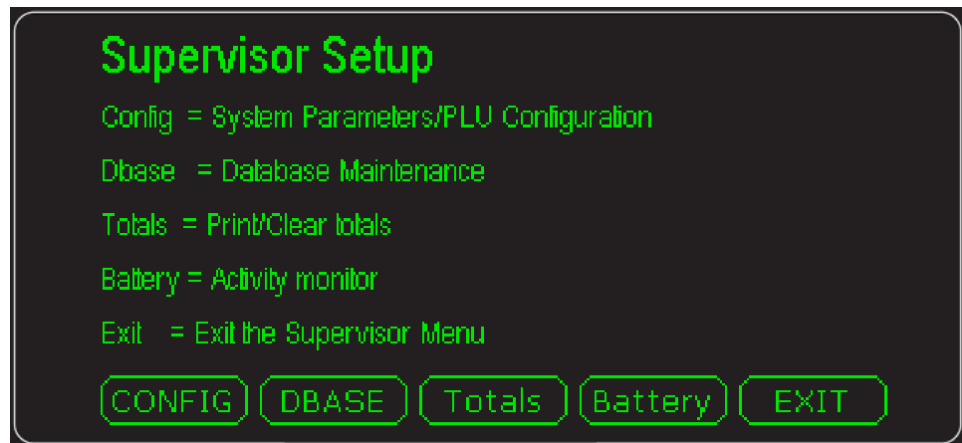 Supervisor Setup
Config = System Parameters/PLU Configuration
Dbase = Database Maintenance
Totals = Print/Clear totals
Battery = Activity monitor
Exit = Exit the Supervisor Menu
CONFIG DBASE Totals Battery EXIT